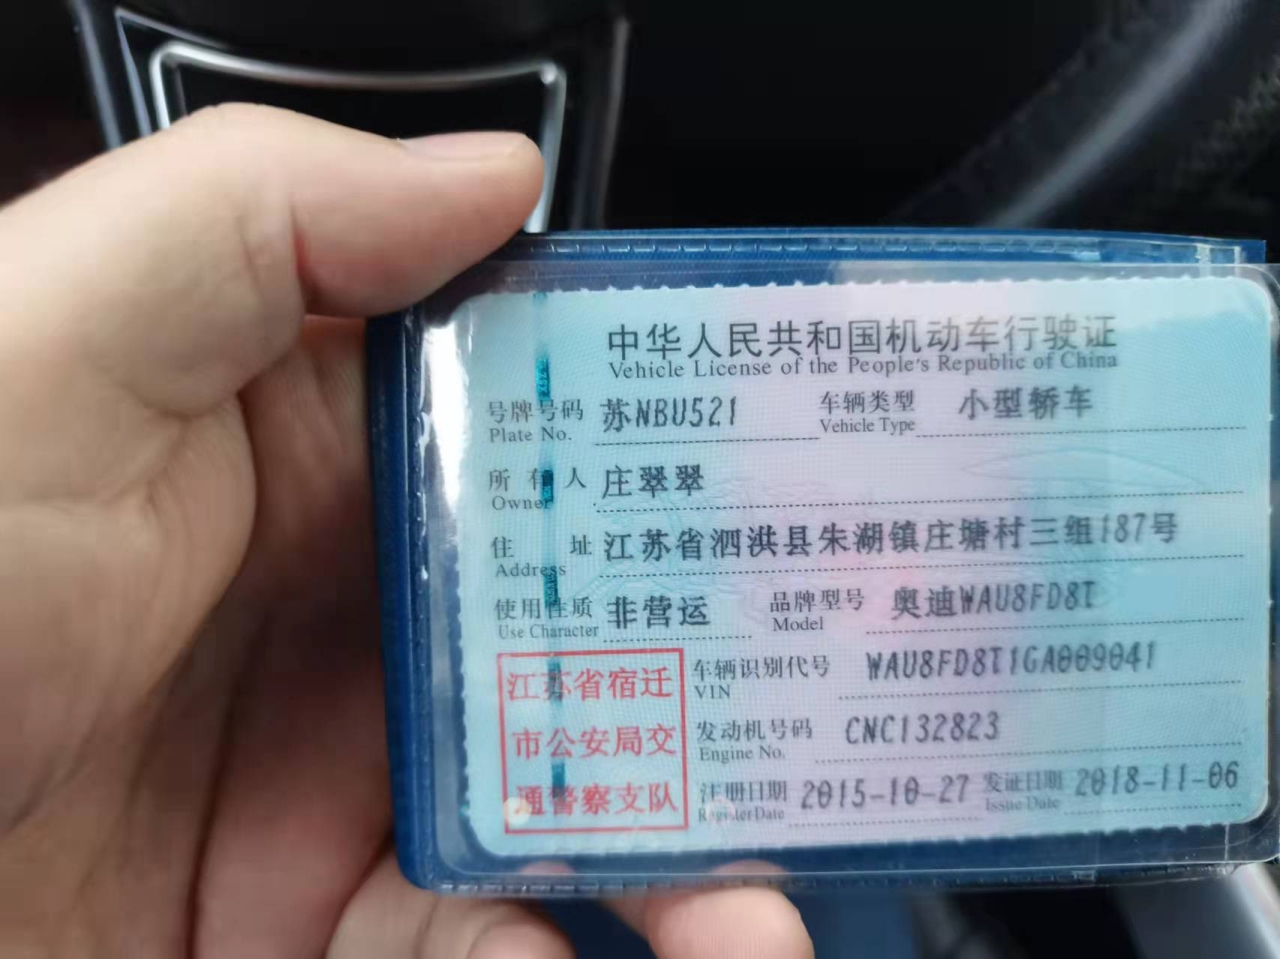 中华人民共和国机动车行驶证
Vehicle License of the People's Republic of China
号牌号码 苏NBU521 车辆类型 小型轿车
Plate No. Vehicle Type
所有人 庄翠翠
Owner
住址 江苏省泗洪县朱湖镇庄塘村三组187号
Address
使用性质 非营运 品牌型号 奥迪WAU8FD8T
Use Character Model
车辆识别代号 WAU8FD8T1GA009041
VIN
发动机号码 CNC132823
Engine No.
注册日期 2015-10-27 发证日期 2018-11-06
Register Date Issue Date
江苏省宿迁
市公安局交
通警察支队